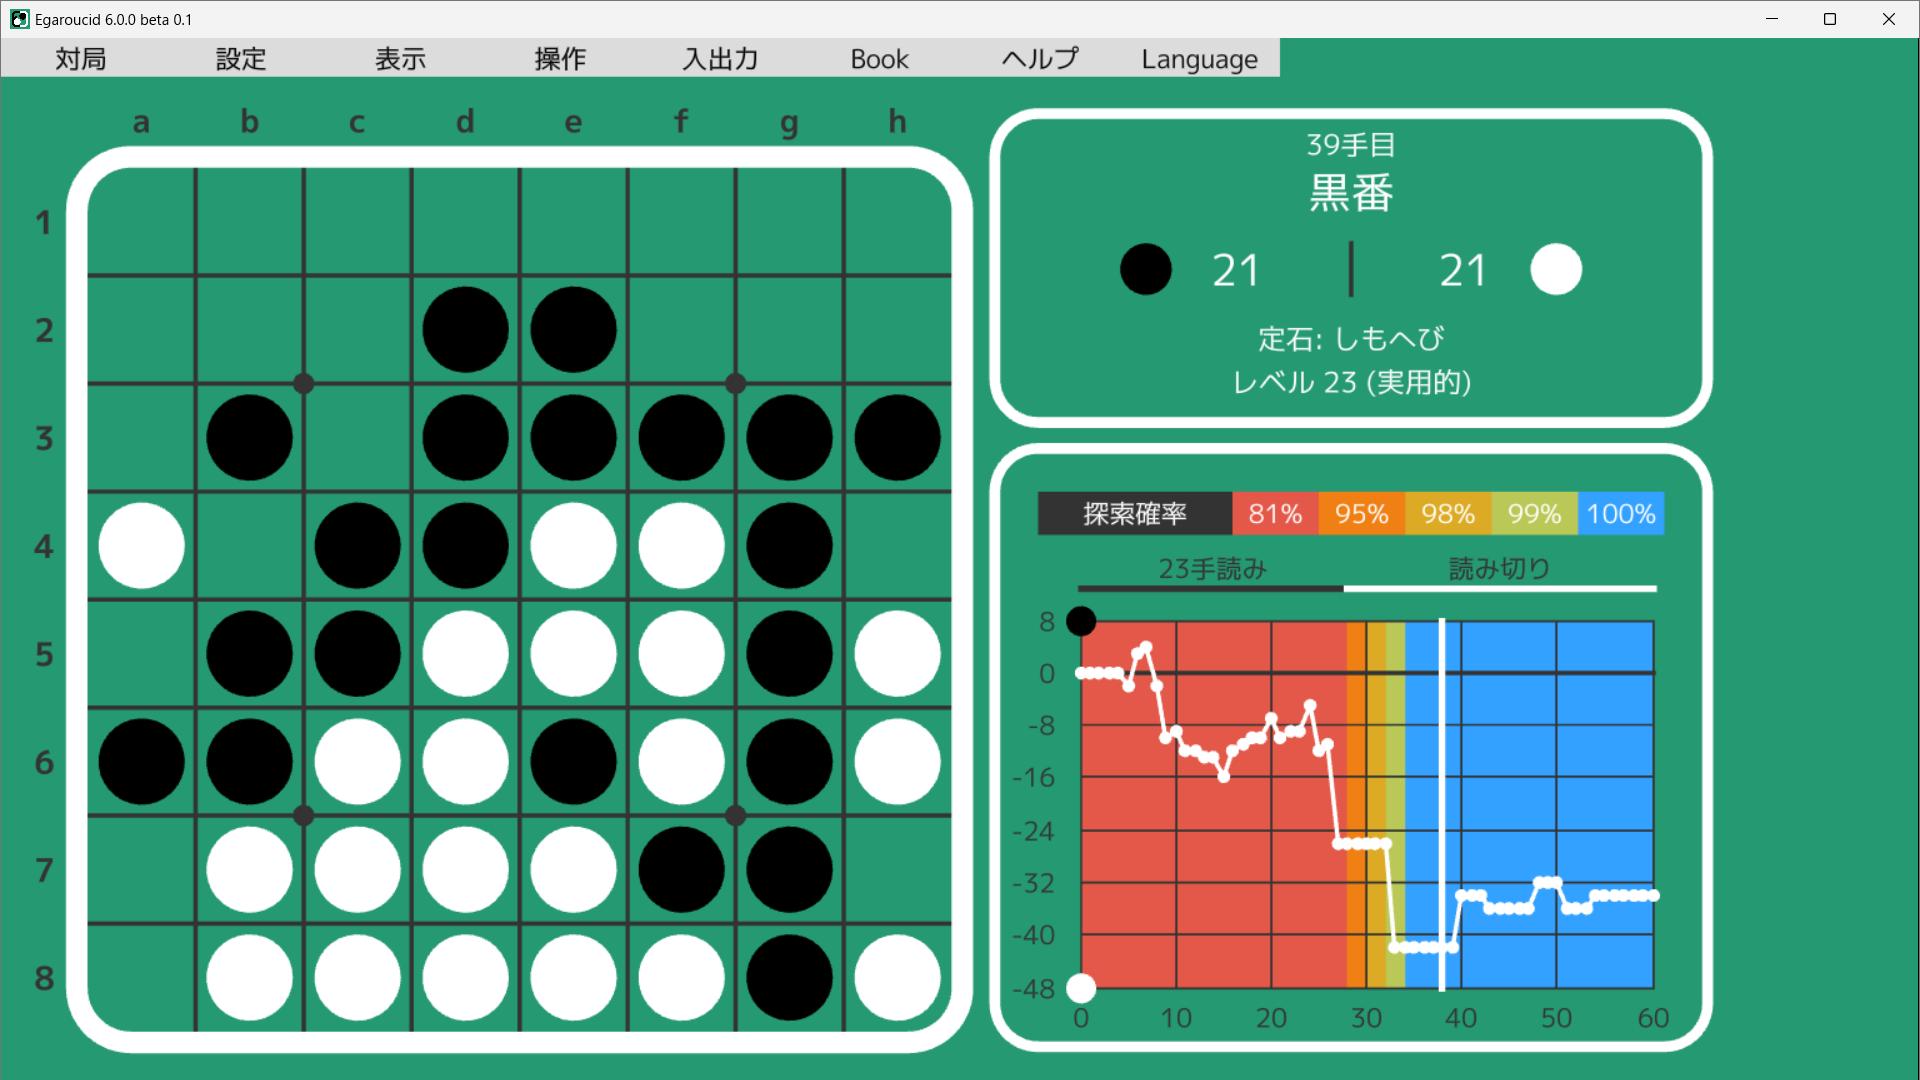 Egaroucid 6.0.0 beta 0.1
対局 設定 表示 操作 入出力 Book ヘルプ Language
a b c d e f g h
1
2
3
4
5
6
7
8
39手目
黒番
21 21
定石: しもへび
レベル 23 (実用的)
探索確率 81% 95% 98% 99% 100%
23手読み 読み切り
8
0
-8
-16
-24
-32
-40
-48
0 10 20 30 40 50 60